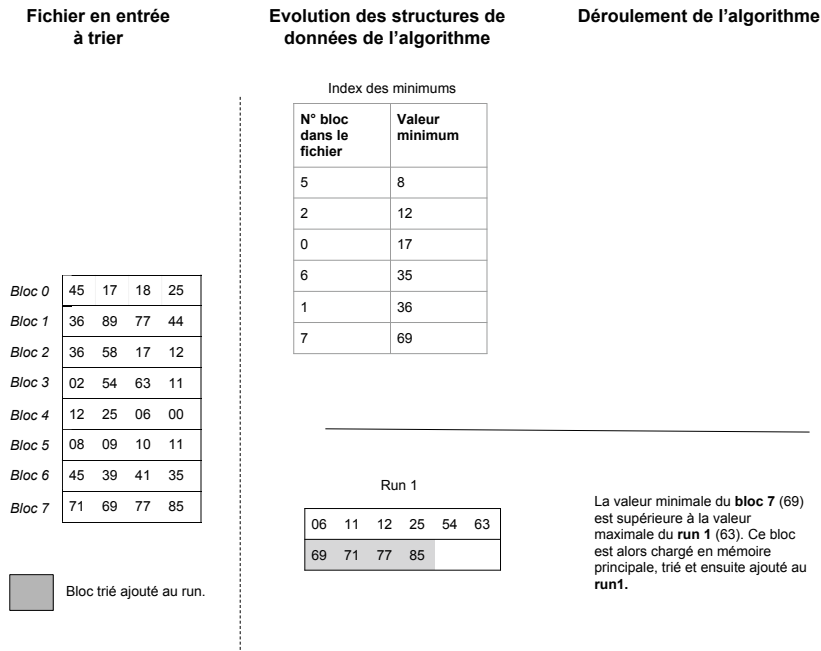 Fichier en entrée
à trier
Evolution des structures de
données de l'algorithme
Déroulement de l'algorithme
Index des minimums
N° bloc
dans le
fichier
Valeur
minimum
5 8
2 12
0 17
6 35
1 36
7 69
Bloc 0 45 17 18 25
Bloc 1 36 89 77 44
Bloc 2 36 58 17 12
Bloc 3 02 54 63 11
Bloc 4 12 25 06 00
Bloc 5 08 09 10 11
Bloc 6 45 39 41 35
Bloc 7 71 69 77 85
Bloc trié ajouté au run.
Run 1
06 11 12 25 54 63
69 71 77 85
La valeur minimale du bloc 7 (69)
est supérieure à la valeur
maximale du run 1 (63). Ce bloc
est alors chargé en mémoire
principale, trié et ensuite ajouté au
run1.